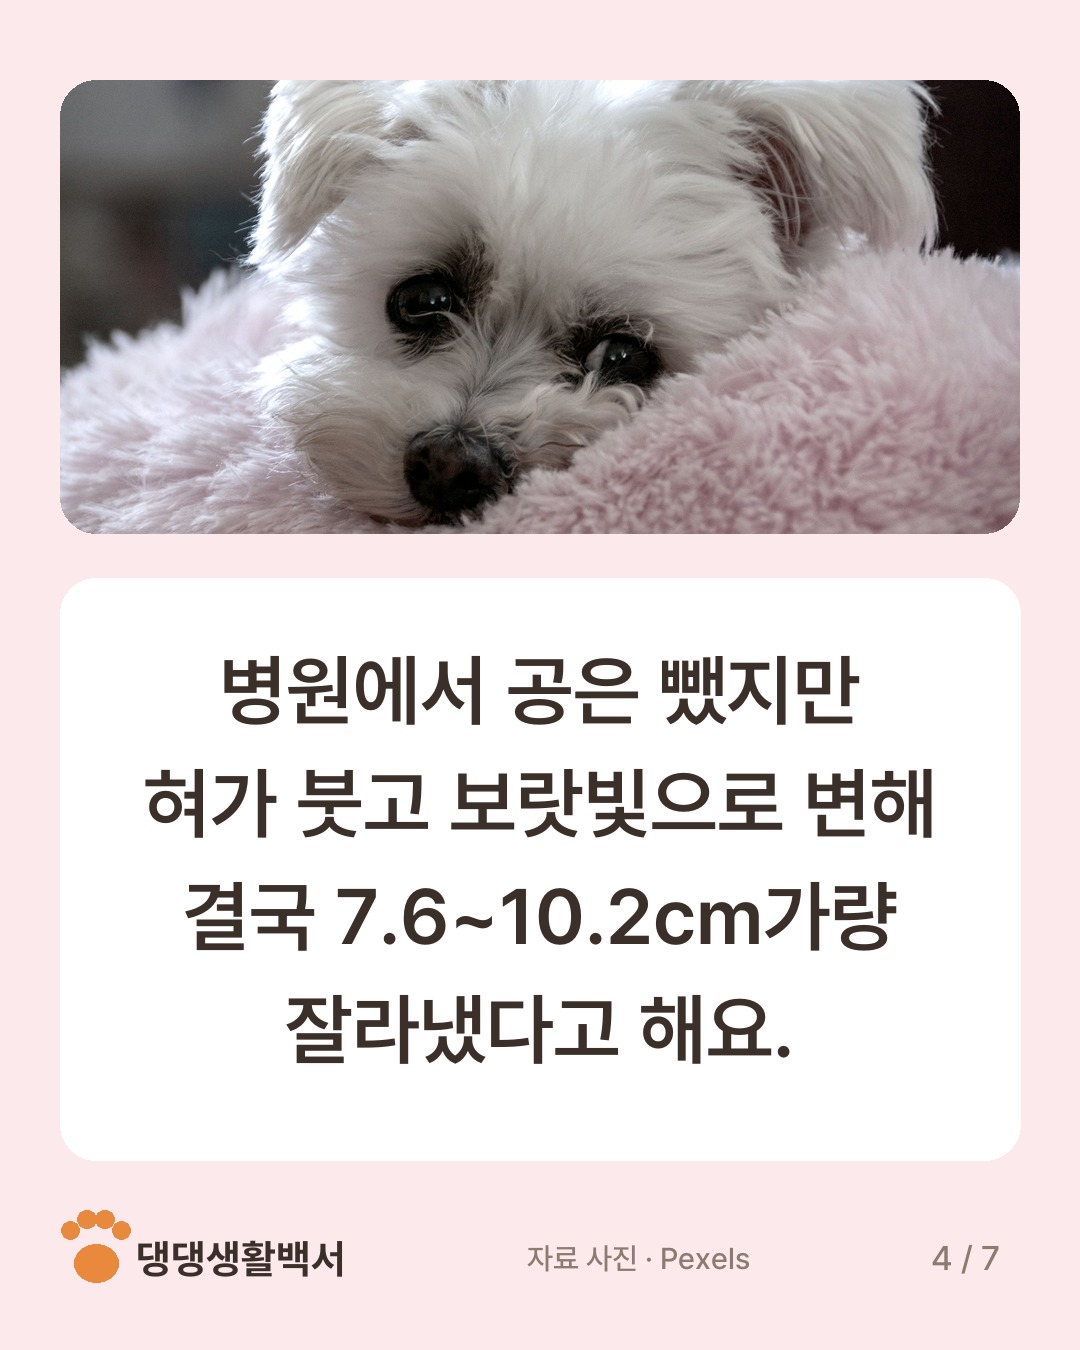 병원에서 공은 뺐지만
혀가 붓고 보랏빛으로 변해
결국 7.6~10.2cm가량
잘라냈다고 해요.
댕댕생활백서
자료 사진 · Pexels
4 / 7